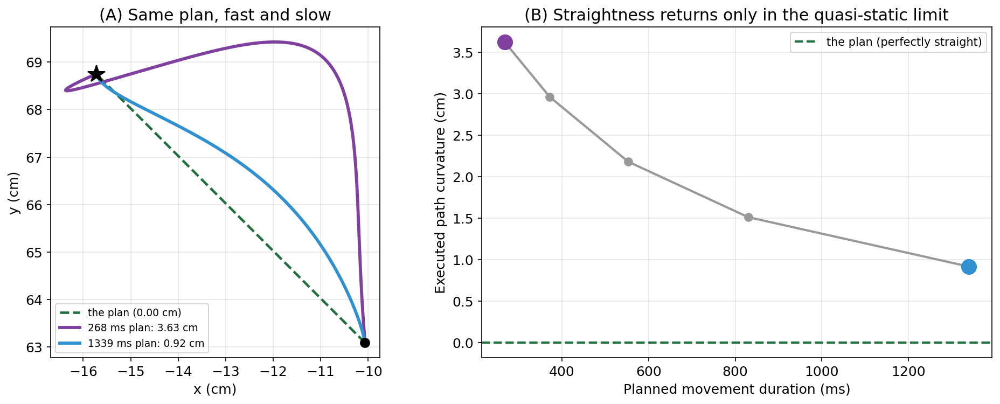 (A) Same plan, fast and slow
69
68
67
66
65
64
63
y (cm)
−16
−15
−14
−13
−12
−11
−10
x (cm)
the plan (0.00 cm)
268 ms plan: 3.63 cm
1339 ms plan: 0.92 cm
(B) Straightness returns only in the quasi-static limit
the plan (perfectly straight)
3.5
3.0
2.5
2.0
1.5
1.0
0.5
0.0
Executed path curvature (cm)
400
600
800
1000
1200
Planned movement duration (ms)